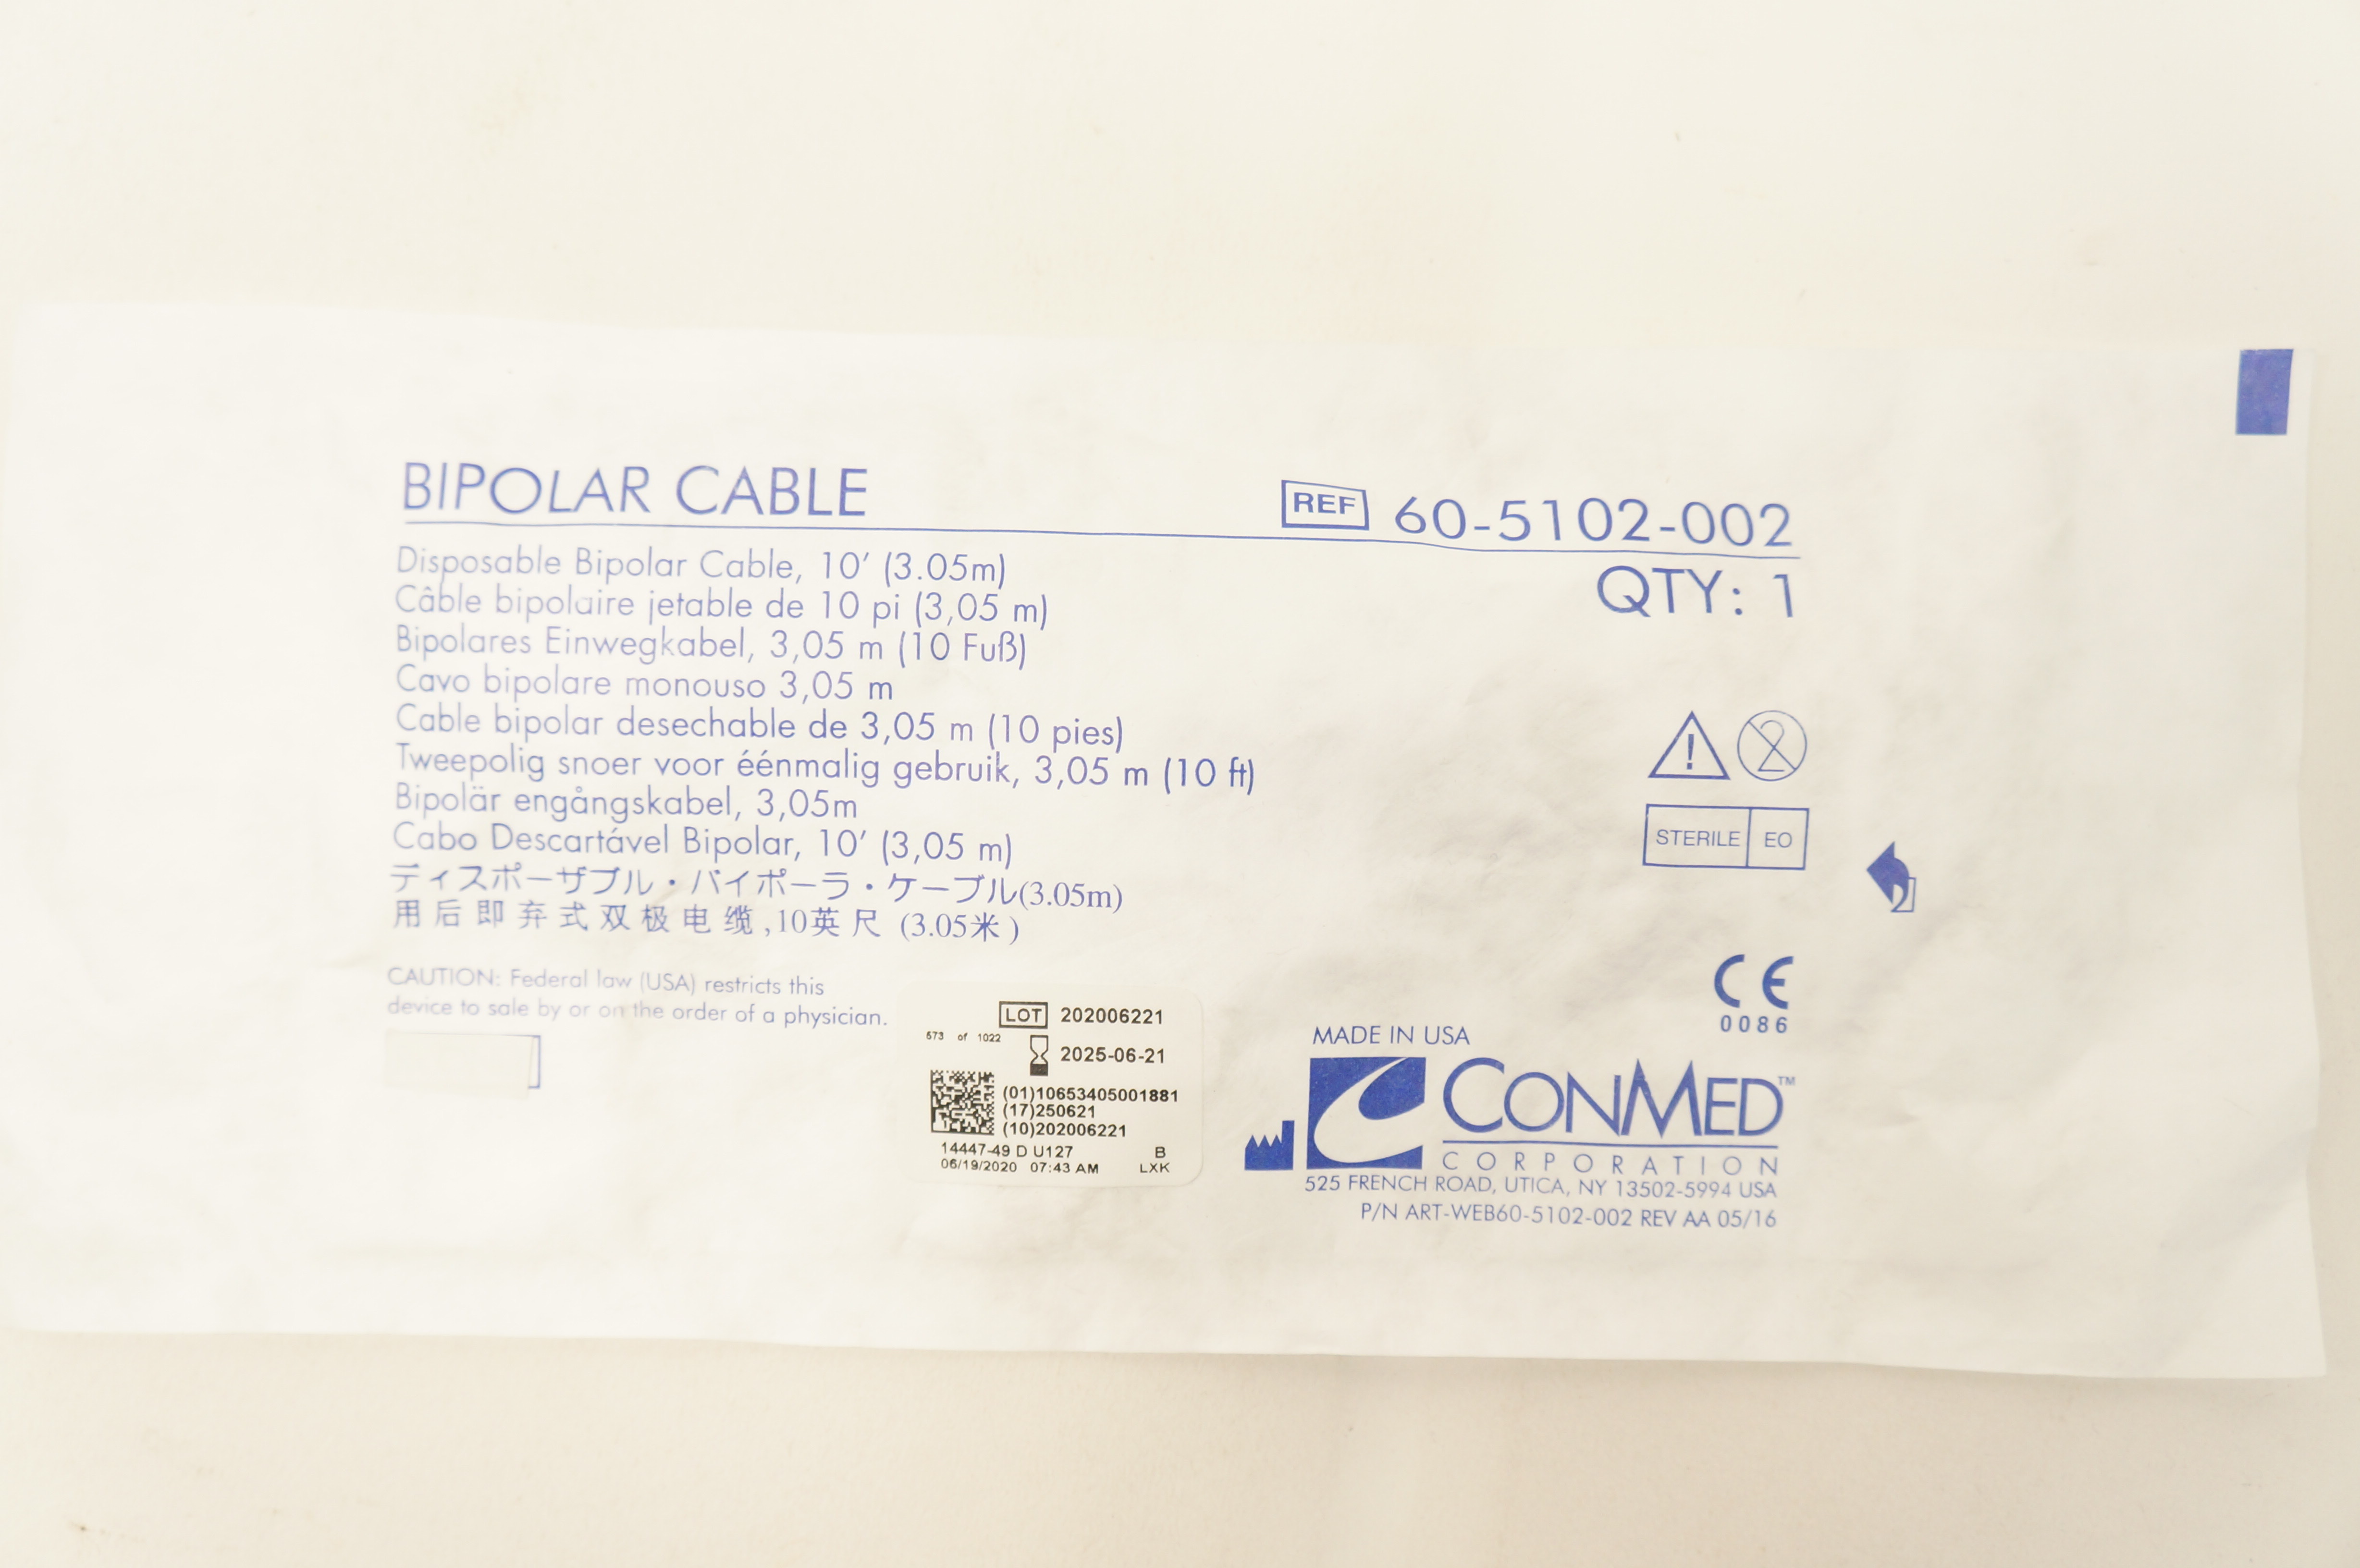 BIPOLAR CABLE
REF 60-5102-002
QTY: 1
Disposable Bipolar Cable, 10' (3.05m)
Câble bipolaire jetable de 10 pi (3,05 m)
Bipolares Einwegkabel, 3,05 m (10 Fuß)
Cavo bipolare monouso 3,05 m
Cable bipolar desechable de 3,05 m (10 pies)
Tweepolig snoer voor éénmalig gebruik, 3,05 m (10 ft)
Bipolär engångskabel, 3,05m
Cabo Descartável Bipolar, 10' (3,05 m)
ディスポーザブル・バイポーラ・ケーブル(3.05m)
用后即弃式双极电缆,10英尺 (3.05米)
2
STERILE EO
CAUTION: Federal law (USA) restricts this
device to sale by or on the order of a physician.
LOT 202006221
573 of 1022
2025-06-21
(01)10653405001881
(17)250621
(10)202006221
14447-49 D U127 B
06/19/2020 07:43 AM LXK
CE
0086
MADE IN USA
CONMED™
CORPORATION
525 FRENCH ROAD, UTICA, NY 13502-5994 USA
P/N ART-WEB60-5102-002 REV AA 05/16